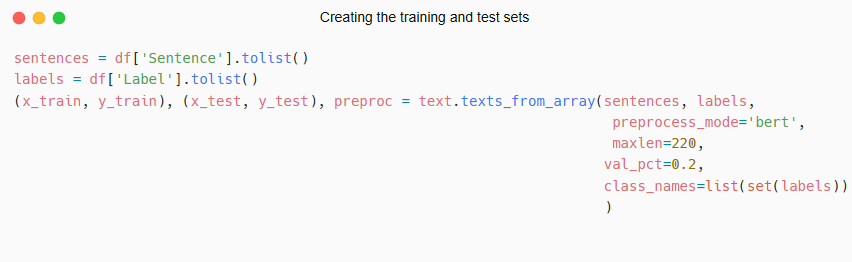 Creating the training and test sets
sentences = df['Sentence'].tolist()
labels = df['Label'].tolist()
(x_train, y_train), (x_test, y_test), preproc = text.texts_from_array(sentences, labels,
preprocess_mode='bert',
maxlen=220,
val_pct=0.2,
class_names=list(set(labels))
)